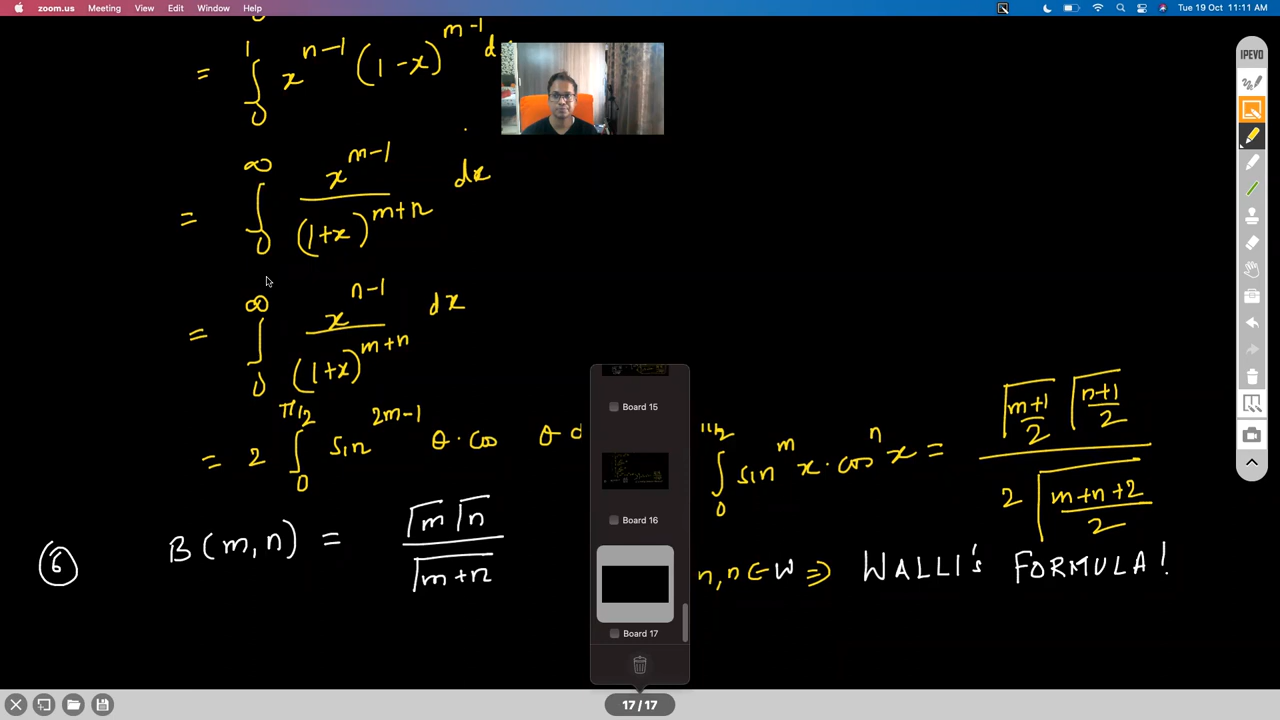 zoom.us Meeting View Edit Window Help Tue 19 Oct 11:11 AM
IPEVO
= ∫₀¹ x^(n-1) (1-x)^(m-1) d
= ∫₀^∞ x^(m-1) / (1+x)^(m+n) dx
= ∫₀^∞ x^(n-1) / (1+x)^(m+n) dx
= 2 ∫₀^(π/2) sin^(2m-1) θ · cos θ d
∫₀^(π/2) sin^m x · cos^n x = Γ((m+1)/2) Γ((n+1)/2) / 2 Γ((m+n+2)/2)
⑥ B(m,n) = Γm Γn / Γ(m+n)
n, n ∈ W ⇒ WALLI'S FORMULA!
Board 15
Board 16
Board 17
17/17